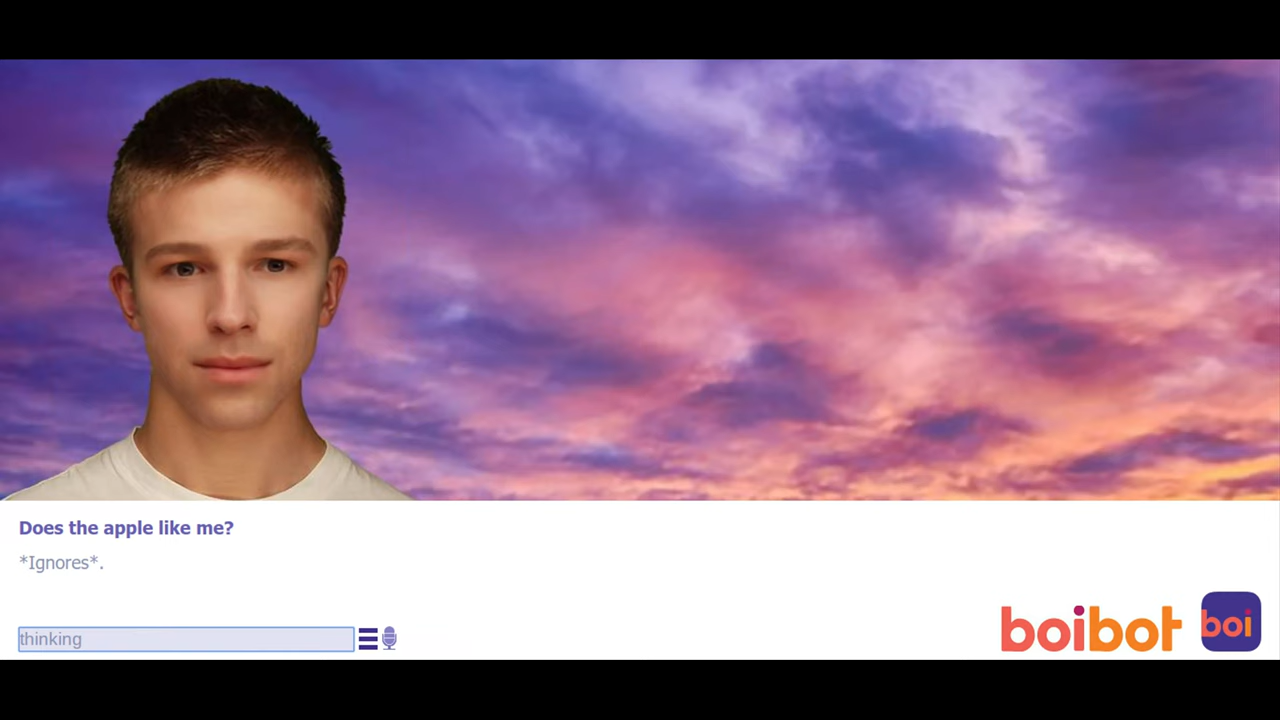 Does the apple like me?
*Ignores*.
thinking
boibot
boi